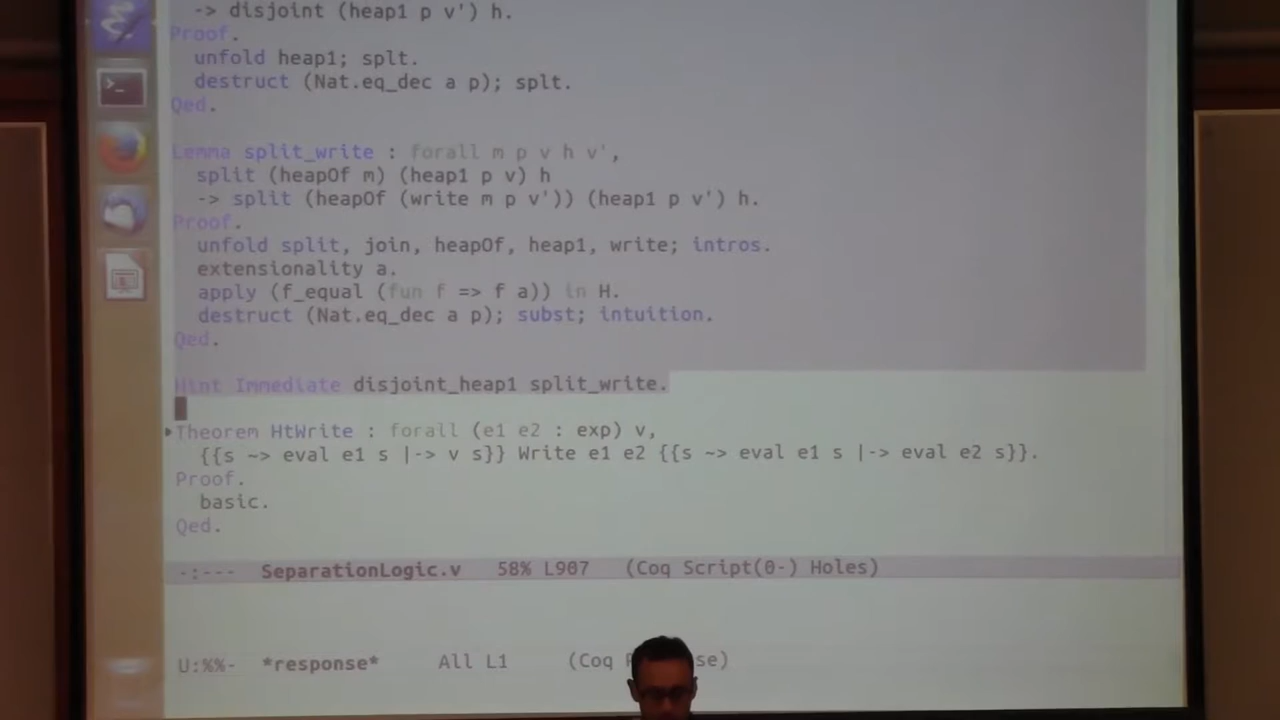 -> disjoint (heap1 p v') h.
Proof.
unfold heap1; splt.
destruct (Nat.eq_dec a p); splt.
Qed.
Lemma split_write : forall m p v h v',
split (heapOf m) (heap1 p v) h
-> split (heapOf (write m p v')) (heap1 p v') h.
Proof.
unfold split, join, heapOf, heap1, write; intros.
extensionality a.
apply (f_equal (fun f => f a)) in H.
destruct (Nat.eq_dec a p); subst; intuition.
Qed.
Hint Immediate disjoint_heap1 split_write.
Theorem HtWrite : forall (e1 e2 : exp) v,
{{s ~> eval e1 s |-> v s}} Write e1 e2 {{s ~> eval e1 s |-> eval e2 s}}.
Proof.
basic.
Qed.
-:--- SeparationLogic.v 58% L907 (Coq Script(0-) Holes)
U:%%- *response* All L1 (Coq